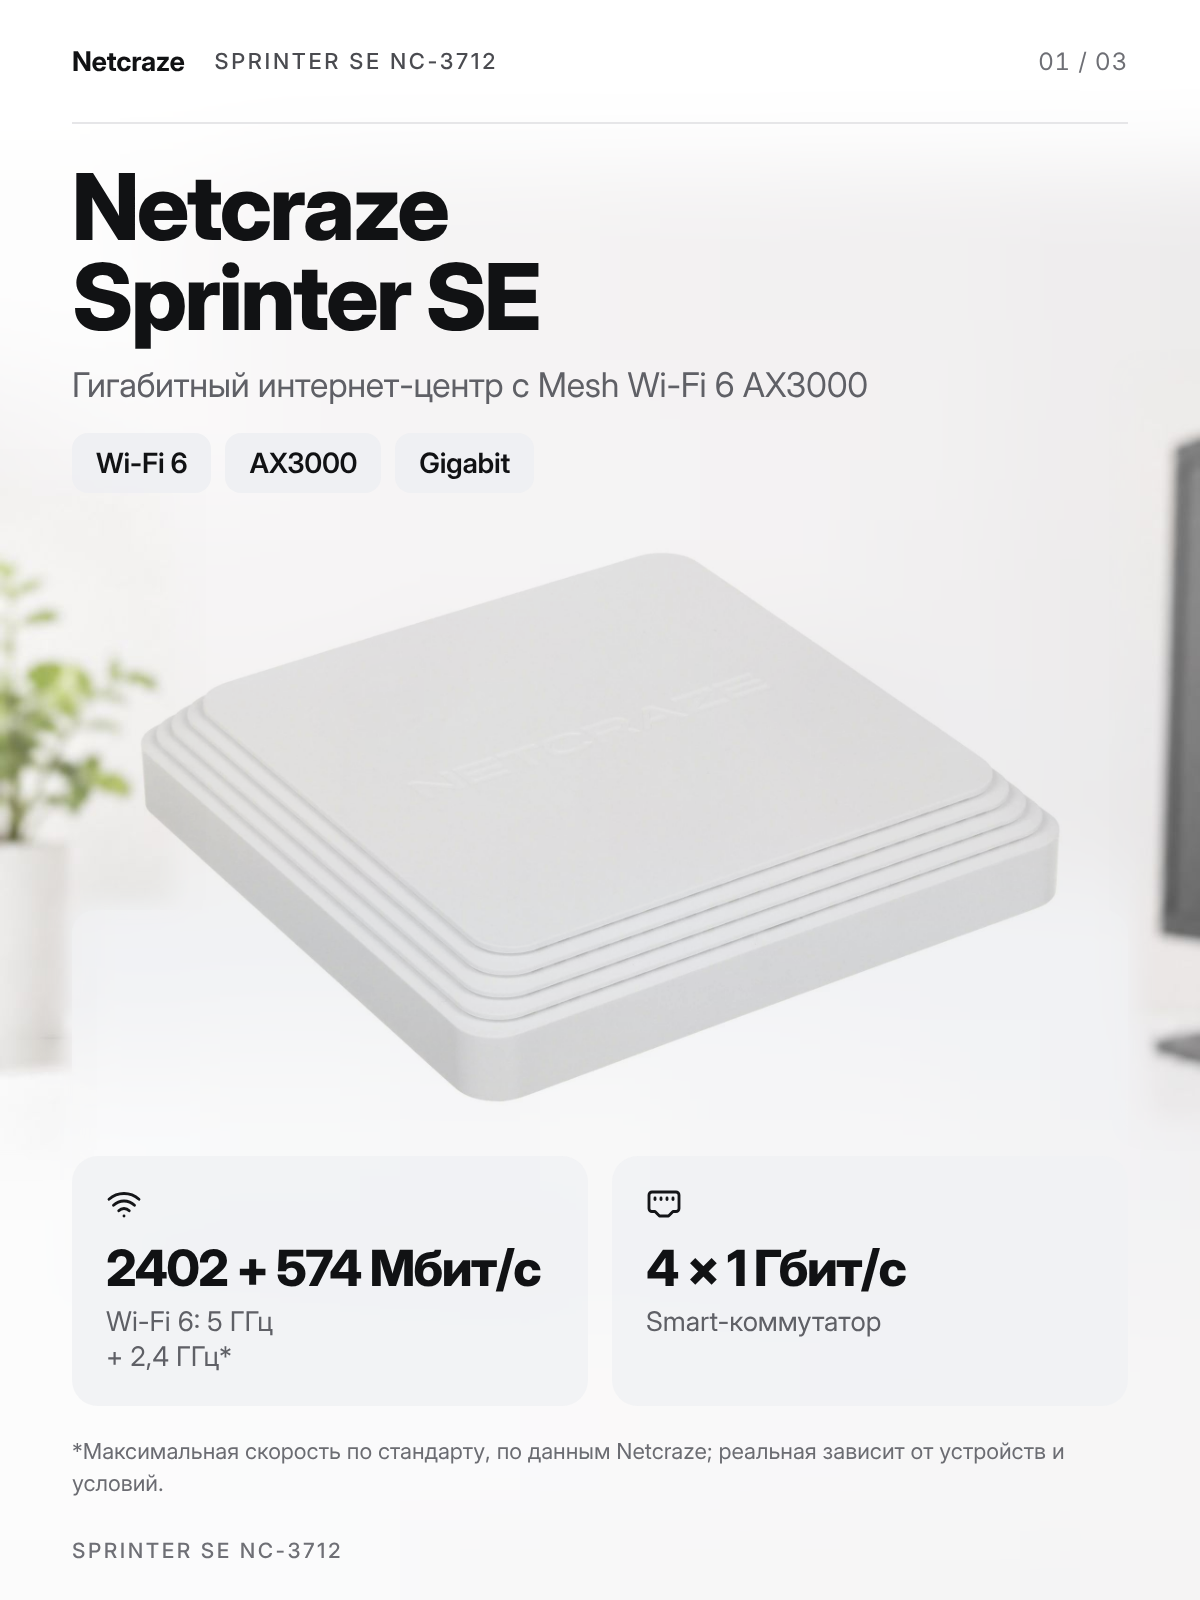 Netcraze SPRINTER SE NC-3712 01 / 03
Netcraze
Sprinter SE
Гигабитный интернет-центр с Mesh Wi-Fi 6 AX3000
Wi-Fi 6 AX3000 Gigabit
NETCRAZE
2402 + 574 Мбит/с
Wi-Fi 6: 5 ГГц
+ 2,4 ГГц*
4 × 1 Гбит/с
Smart-коммутатор
*Максимальная скорость по стандарту, по данным Netcraze; реальная зависит от устройств и
условий.
SPRINTER SE NC-3712